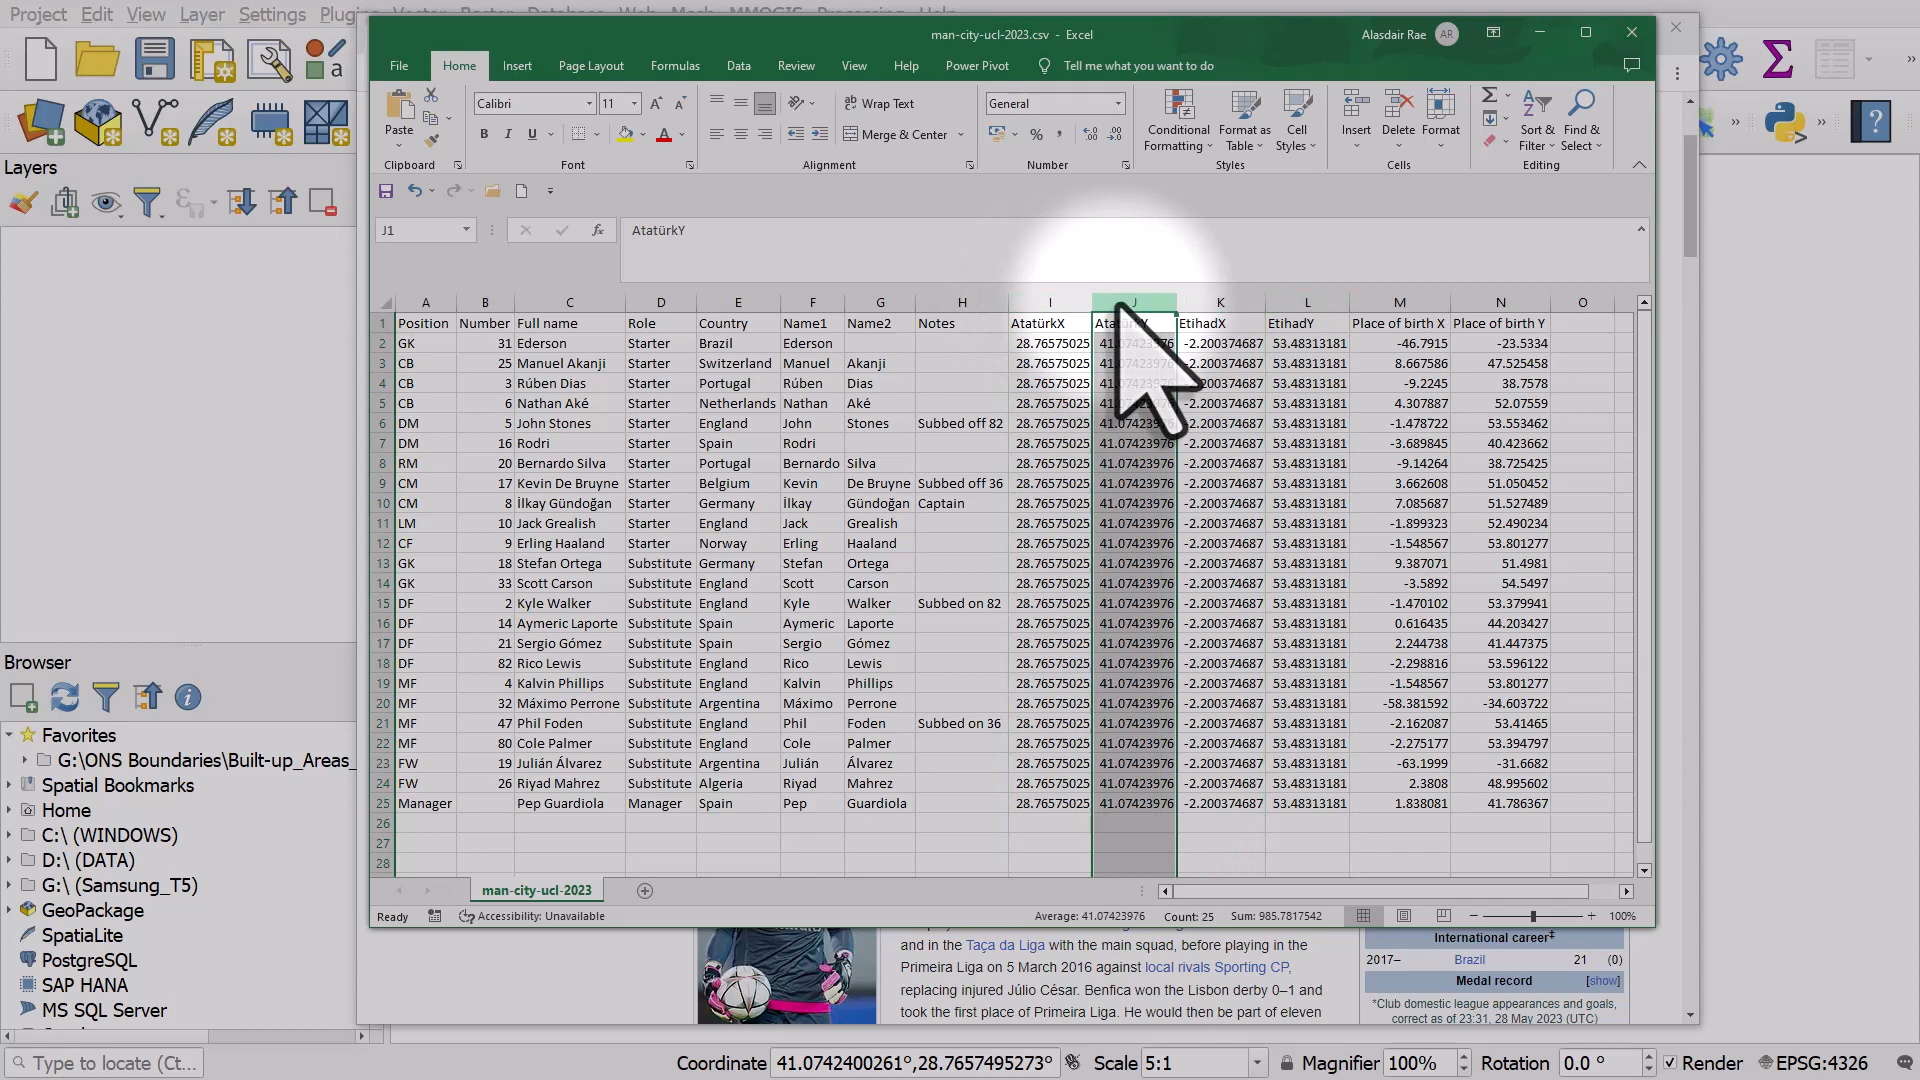 Project Edit View Layer Settings
man-city-ucl-2023.csv - Excel
Alasdair Rae AR
File Home Insert Page Layout Formulas Data Review View Help Power Pivot Tell me what you want to do
Paste
Clipboard
Calibri 11
B I U
Font
Wrap Text
Merge & Center
Alignment
General
Number
Conditional Formatting
Format as Table
Cell Styles
Styles
Insert
Delete
Format
Cells
Sort & Filter
Find & Select
Editing
Layers
J1
AtatürkY
A B C D E F G H I J K L M N O
1 Position Number Full name Role Country Name1 Name2 Notes AtatürkX AtatürkY EtihadX EtihadY Place of birth X Place of birth Y
2 GK 31 Ederson Starter Brazil Ederson 28.76575025 41.07423976 -2.200374687 53.48313181 -46.7915 -23.5334
3 CB 25 Manuel Akanji Starter Switzerland Manuel Akanji 28.76575025 -2.200374687 53.48313181 8.667586 47.525458
4 CB 3 Rúben Dias Starter Portugal Rúben Dias 28.76575025 53.48313181 -9.2245 38.7578
5 CB 6 Nathan Aké Starter Netherlands Nathan Aké 28.76575025 -2.200374687 53.48313181 4.307887 52.07559
6 DM 5 John Stones Starter England John Stones Subbed off 82 28.76575025 41.07423976 -2.200374687 53.48313181 -1.478722 53.553462
7 DM 16 Rodri Starter Spain Rodri 28.76575025 41.07423976 -2.200374687 53.48313181 -3.689845 40.423662
8 RM 20 Bernardo Silva Starter Portugal Bernardo Silva 28.76575025 41.07423976 -2.200374687 53.48313181 -9.14264 38.725425
9 CM 17 Kevin De Bruyne Starter Belgium Kevin De Bruyne Subbed off 36 28.76575025 41.07423976 -2.200374687 53.48313181 3.662608 51.050452
10 CM 8 İlkay Gündoğan Starter Germany İlkay Gündoğan Captain 28.76575025 41.07423976 -2.200374687 53.48313181 7.085687 51.527489
11 LM 10 Jack Grealish Starter England Jack Grealish 28.76575025 41.07423976 -2.200374687 53.48313181 -1.899323 52.490234
12 CF 9 Erling Haaland Starter Norway Erling Haaland 28.76575025 41.07423976 -2.200374687 53.48313181 -1.548567 53.801277
13 GK 18 Stefan Ortega Substitute Germany Stefan Ortega 28.76575025 41.07423976 -2.200374687 53.48313181 9.387071 51.4981
14 GK 33 Scott Carson Substitute England Scott Carson 28.76575025 41.07423976 -2.200374687 53.48313181 -3.5892 54.5497
15 DF 2 Kyle Walker Substitute England Kyle Walker Subbed on 82 28.76575025 41.07423976 -2.200374687 53.48313181 -1.470102 53.379941
16 DF 14 Aymeric Laporte Substitute Spain Aymeric Laporte 28.76575025 41.07423976 -2.200374687 53.48313181 0.616435 44.203427
17 DF 21 Sergio Gómez Substitute Spain Sergio Gómez 28.76575025 41.07423976 -2.200374687 53.48313181 2.244738 41.447375
18 DF 82 Rico Lewis Substitute England Rico Lewis 28.76575025 41.07423976 -2.200374687 53.48313181 -2.298816 53.596122
19 MF 4 Kalvin Phillips Substitute England Kalvin Phillips 28.76575025 41.07423976 -2.200374687 53.48313181 -1.548567 53.801277
20 MF 32 Máximo Perrone Substitute Argentina Máximo Perrone 28.76575025 41.07423976 -2.200374687 53.48313181 -58.381592 -34.603722
21 MF 47 Phil Foden Substitute England Phil Foden Subbed on 36 28.76575025 41.07423976 -2.200374687 53.48313181 -2.162087 53.41465
22 MF 80 Cole Palmer Substitute England Cole Palmer 28.76575025 41.07423976 -2.200374687 53.48313181 -2.275177 53.394797
23 FW 19 Julián Álvarez Substitute Argentina Julián Álvarez 28.76575025 41.07423976 -2.200374687 53.48313181 -63.1999 -31.6682
24 FW 26 Riyad Mahrez Substitute Algeria Riyad Mahrez 28.76575025 41.07423976 -2.200374687 53.48313181 2.3808 48.995602
25 Manager Pep Guardiola Manager Spain Pep Guardiola 28.76575025 41.07423976 -2.200374687 53.48313181 1.838081 41.786367
26
27
28
man-city-ucl-2023
Ready Accessibility: Unavailable Average: 41.07423976 Count: 25 Sum: 985.7817542 100%
Browser
Favorites
G:\ONS Boundaries\Built-up_Areas_
Spatial Bookmarks
Home
C:\ (WINDOWS)
D:\ (DATA)
G:\ (Samsung_T5)
GeoPackage
SpatiaLite
PostgreSQL
SAP HANA
MS SQL Server
and in the Taça da Liga with the main squad, before playing in the
Primeira Liga on 5 March 2016 against local rivals Sporting CP,
replacing injured Júlio César. Benfica won the Lisbon derby 0–1 and
took the first place of Primeira Liga. He would then be part of eleven
International career‡
2017– Brazil 21 (0)
Medal record [show]
*Club domestic league appearances and goals,
correct as of 23:31, 28 May 2023 (UTC)
Type to locate (Ct...
Coordinate 41.0742400261°,28.7657495273° Scale 5:1 Magnifier 100% Rotation 0.0 ° Render EPSG:4326